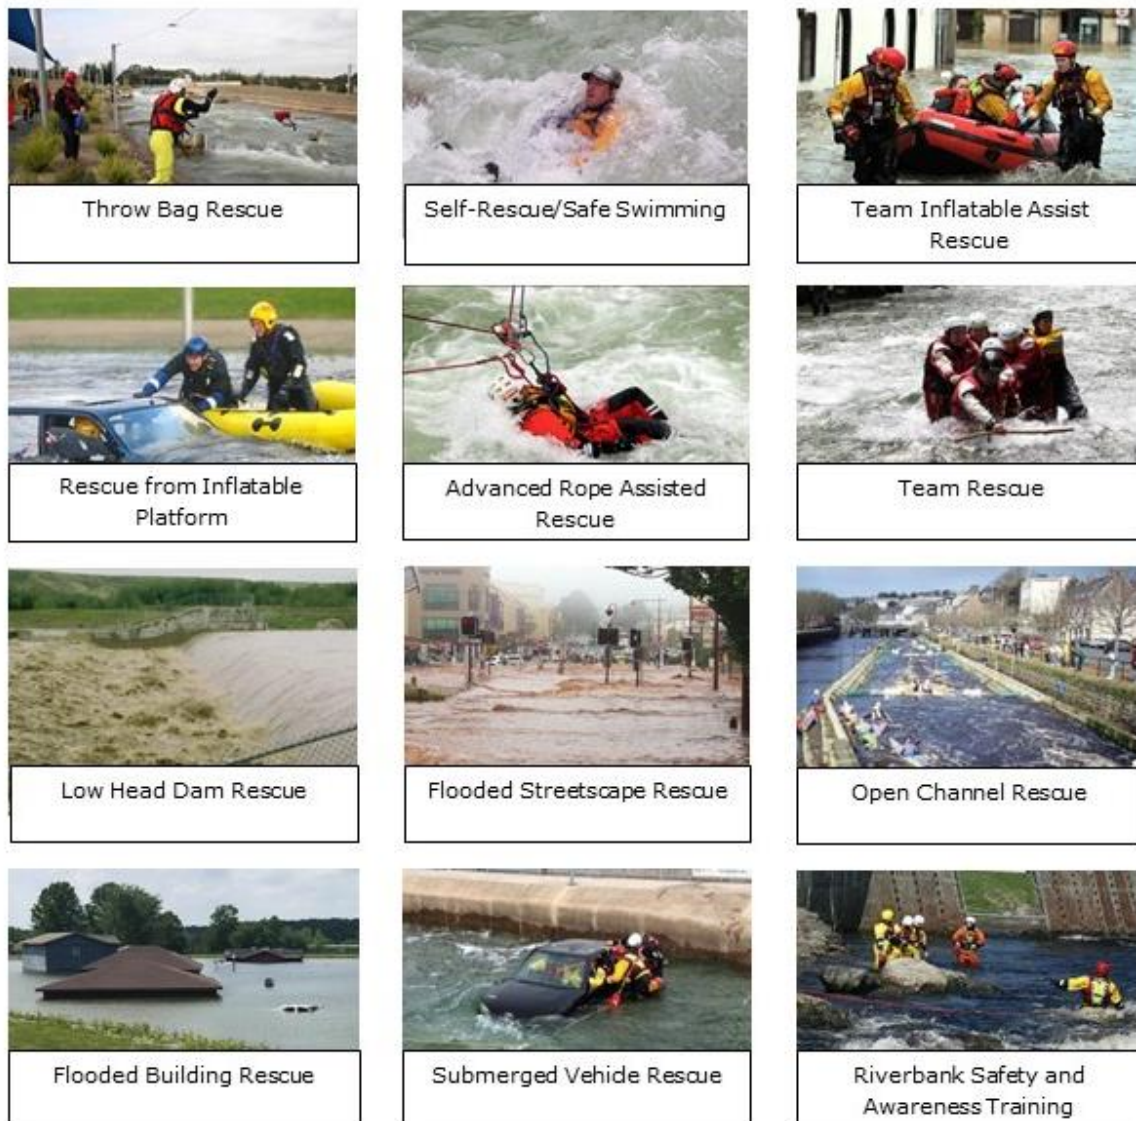 Throw Bag Rescue
Self-Rescue/Safe Swimming
Team Inflatable Assist
Rescue
Rescue from Inflatable
Platform
Advanced Rope Assisted
Rescue
Team Rescue
Low Head Dam Rescue
Flooded Streetscape Rescue
Open Channel Rescue
Flooded Building Rescue
Submerged Vehicle Rescue
Riverbank Safety and
Awareness Training